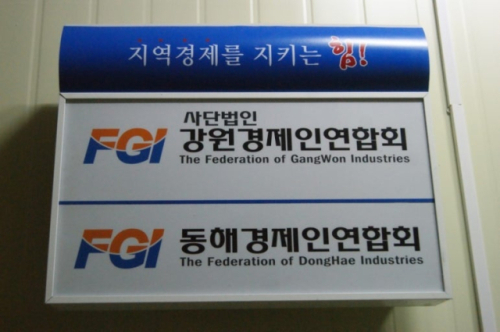 지역경제를 지키는 힘!
사단법인
FGI 강원경제인연합회
The Federation of GangWon Industries
FGI 동해경제인연합회
The Federation of DongHae Industries